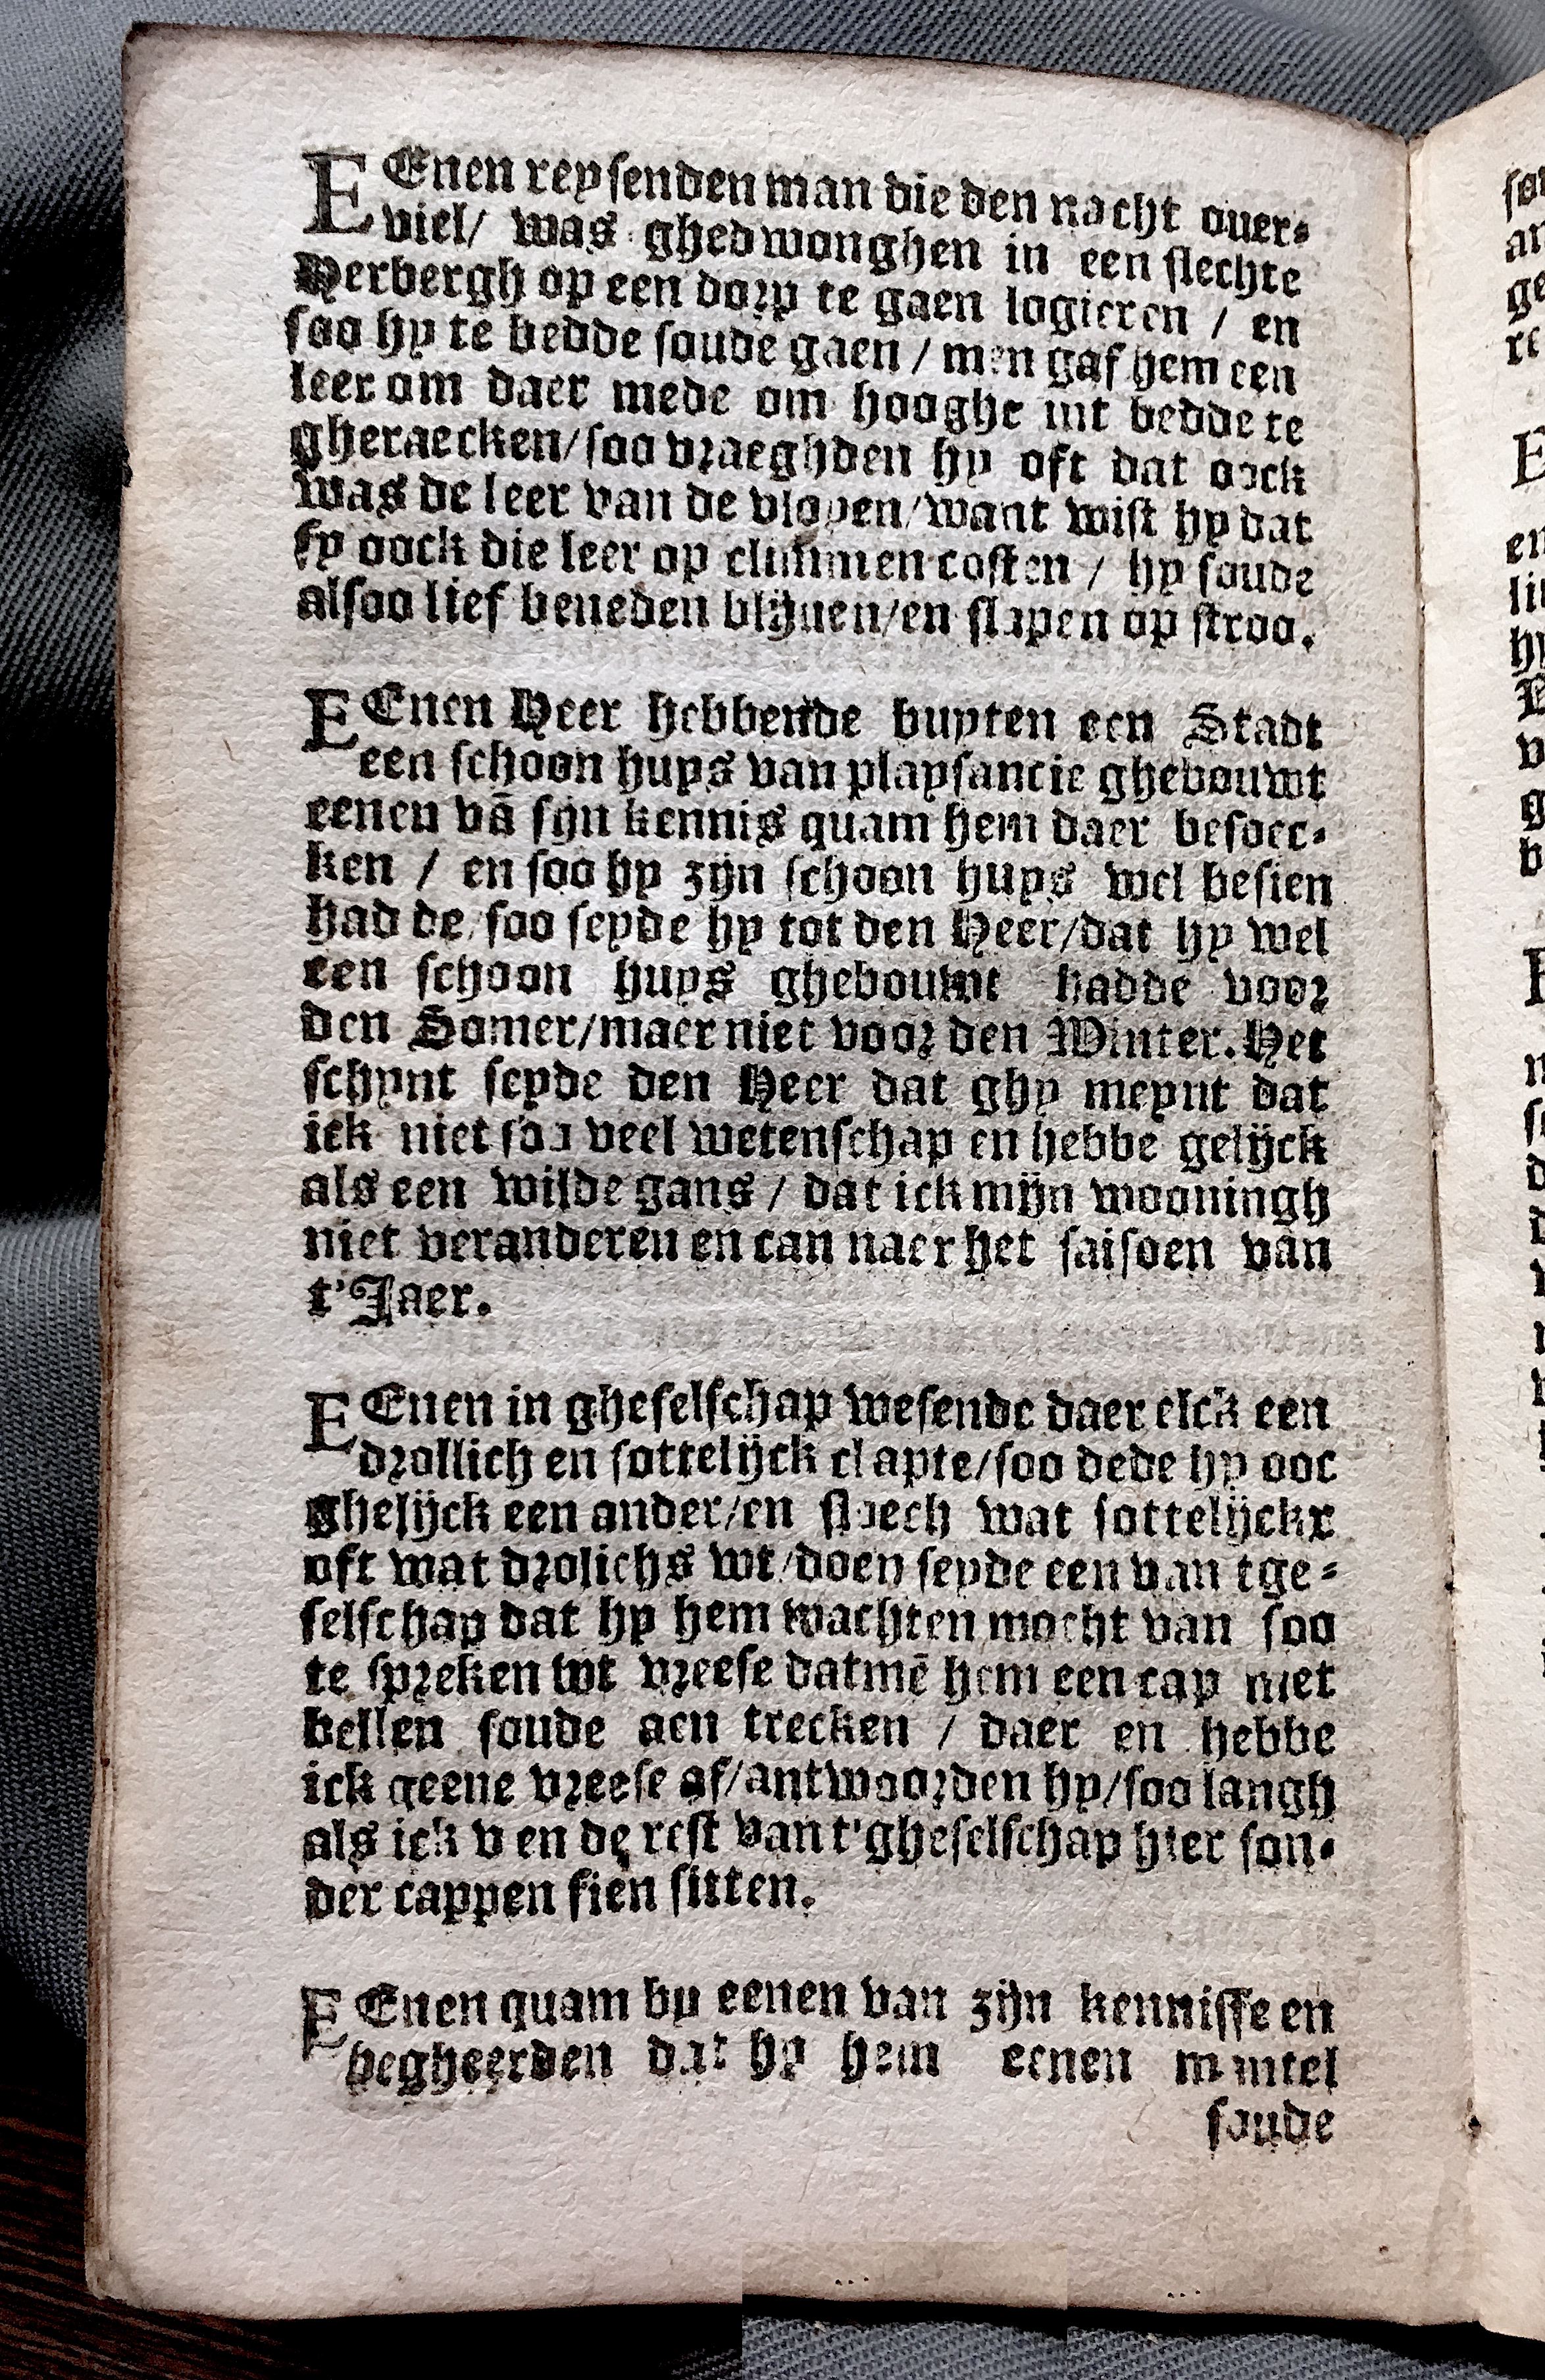 EEnen reysenden man die den nacht ouer-
viel/ was ghedwonghen in een slechte
Herbergh op een dorp te gaen logieren / en
soo hy te bedde soude gaen / men gaf hem een
leer om daer mede om hooghe int bedde te
gheraecken/soo vraeghden hy oft dat oock
was de leer van de vloyen/want wist hy dat
sy oock die leer op climmen costen / hy soude
alsoo lief beneden blijuen/en slapen op stroo.
EEnen Heer hebbende buyten een Stadt
een schoon huys van playsancie ghebouwt
eenen vā sijn kennis quam hem daer besoec-
ken / en soo hy zijn schoon huys wel besien
hadde/soo seyde hy tot den Heer/dat hy wel
een schoon huys ghebouwt hadde voor
den Somer/maer niet voor den Winter. Het
schynt seyde den Heer dat ghy meynt dat
ick niet soo veel wetenschap en hebbe gelijck
als een wilde gans / dat ick mijn wooningh
niet veranderen en can naer het saisoen van
t'Jaer.
EEnen in gheselschap wesende daer elck een
drollich en sottelijck clapte/soo dede hy ooc
ghelijck een ander/en sloech wat sottelijckx
oft wat drolichs wt/doen seyde een van tge-
selschap dat hy hem wachten mocht van soo
te spreken wt vreese datmē hem een cap met
bellen soude aen trecken / daer en hebbe
ick geene vreese af/antwoorden hy/soo langh
als ick v en de rest van t'gheselschap hier son-
der cappen sien sitten.
EEnen quam by eenen van zijn kennisse en
begheerden dat hy hem eenen mantel
soude